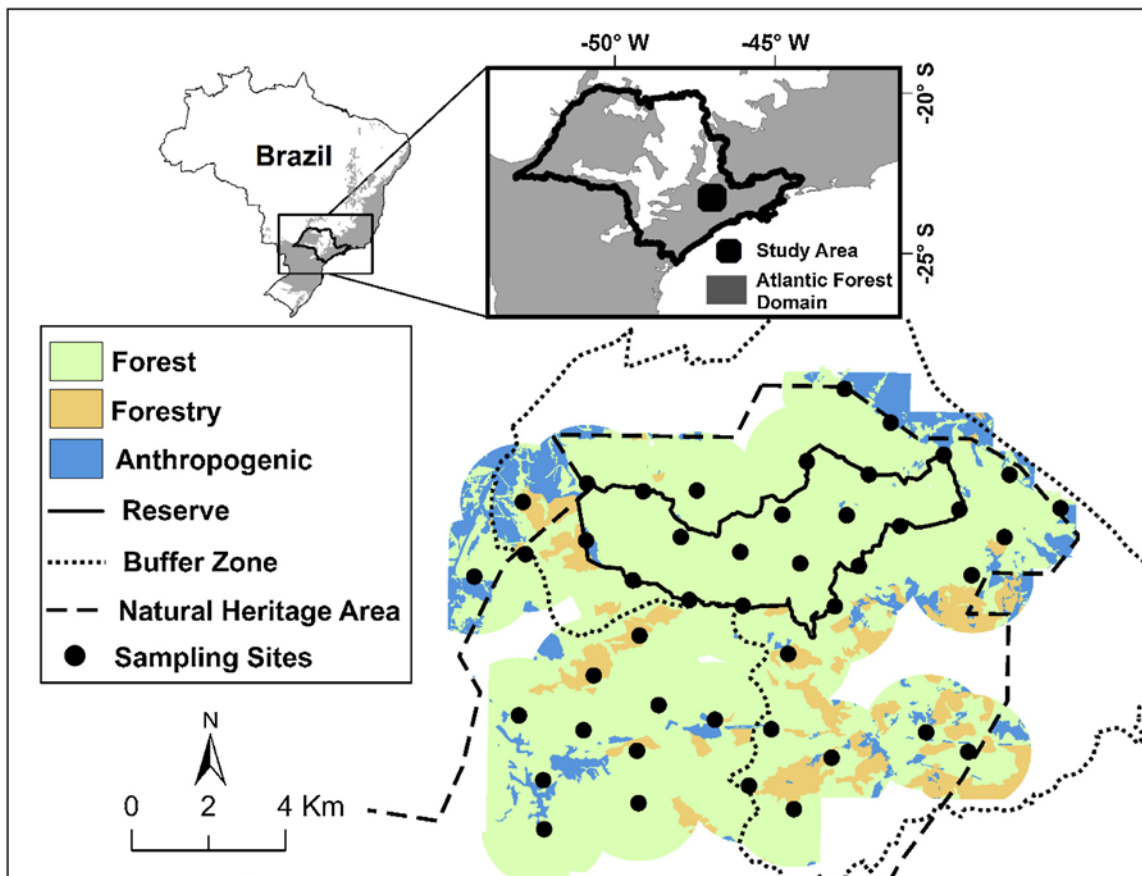 -50° W
-45° W
-20° S
Brazil
Study Area
Atlantic Forest
Domain
-25° S
Forest
Forestry
Anthropogenic
Reserve
Buffer Zone
Natural Heritage Area
Sampling Sites
N
0 2 4 Km